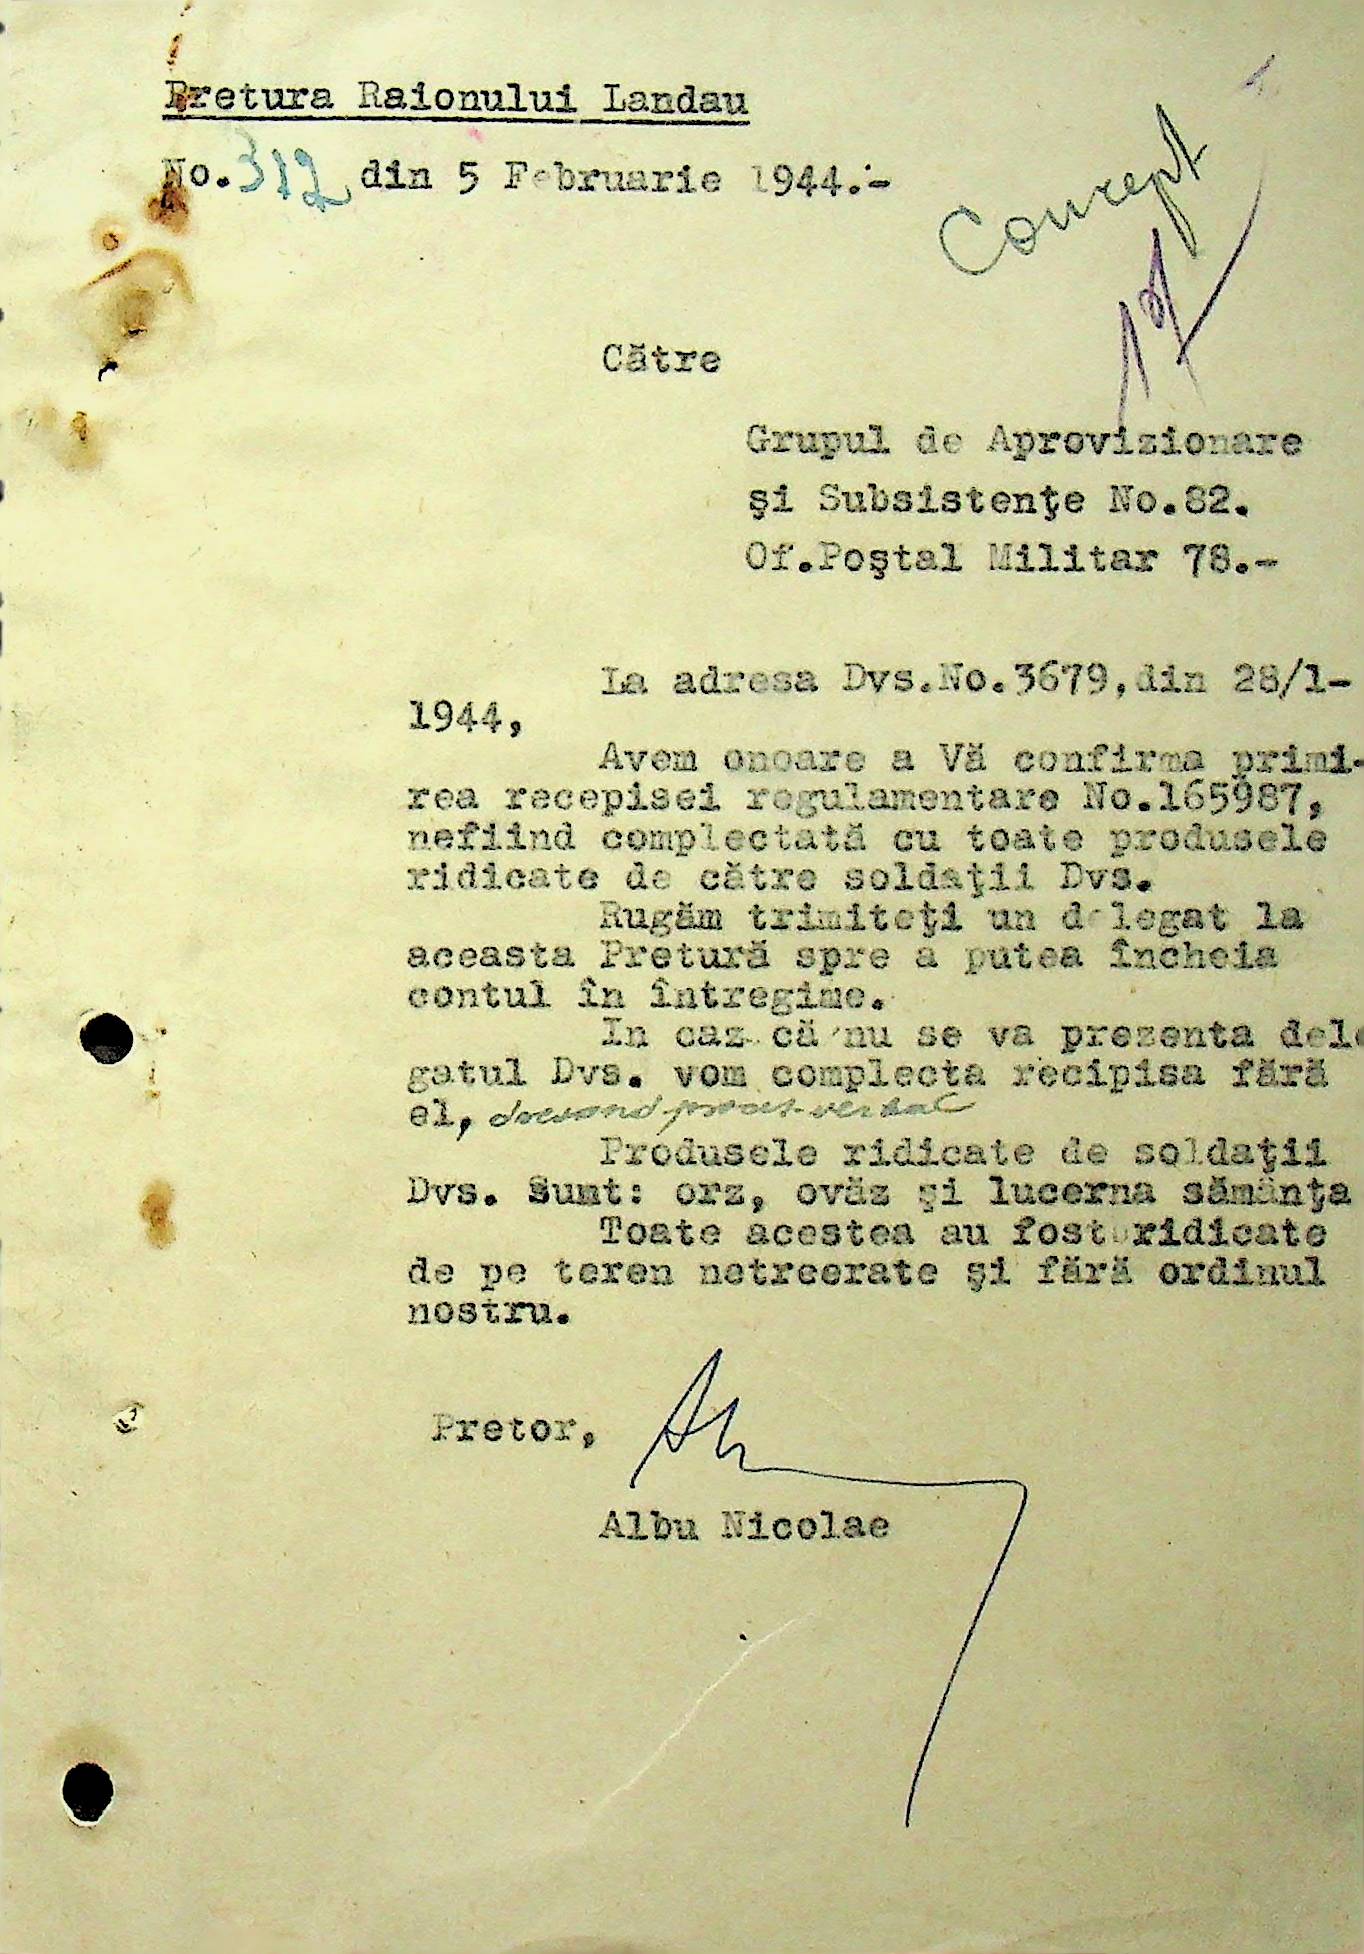 Pretura Raionului Landau
No. 312 din 5 Februarie 1944.-
Concept
Către
Grupul de Aprovizionare
şi Subsistenţe No.82.
Of.Poştal Militar 78.-
La adresa Dvs.No.3679,din 28/1-
1944,
Avem onoare a Vă confirma primi-
rea recepisei regulamentare No.165987,
nefiind complectată cu toate produsele
ridicate de către soldaţii Dvs.
Rugăm trimiteţi un delegat la
aceasta Pretură spre a putea încheia
contul în întregime.
In caz că nu se va prezenta dele
gatul Dvs. vom complecta recipisa fără
el, dresand proces-verbal
Produsele ridicate de soldaţii
Dvs. Sunt: orz, ovăz şi lucerna sămânţa
Toate acestea au fost ridicate
de pe teren netreerate şi fără ordinul
nostru.
Pretor,
Albu Nicolae